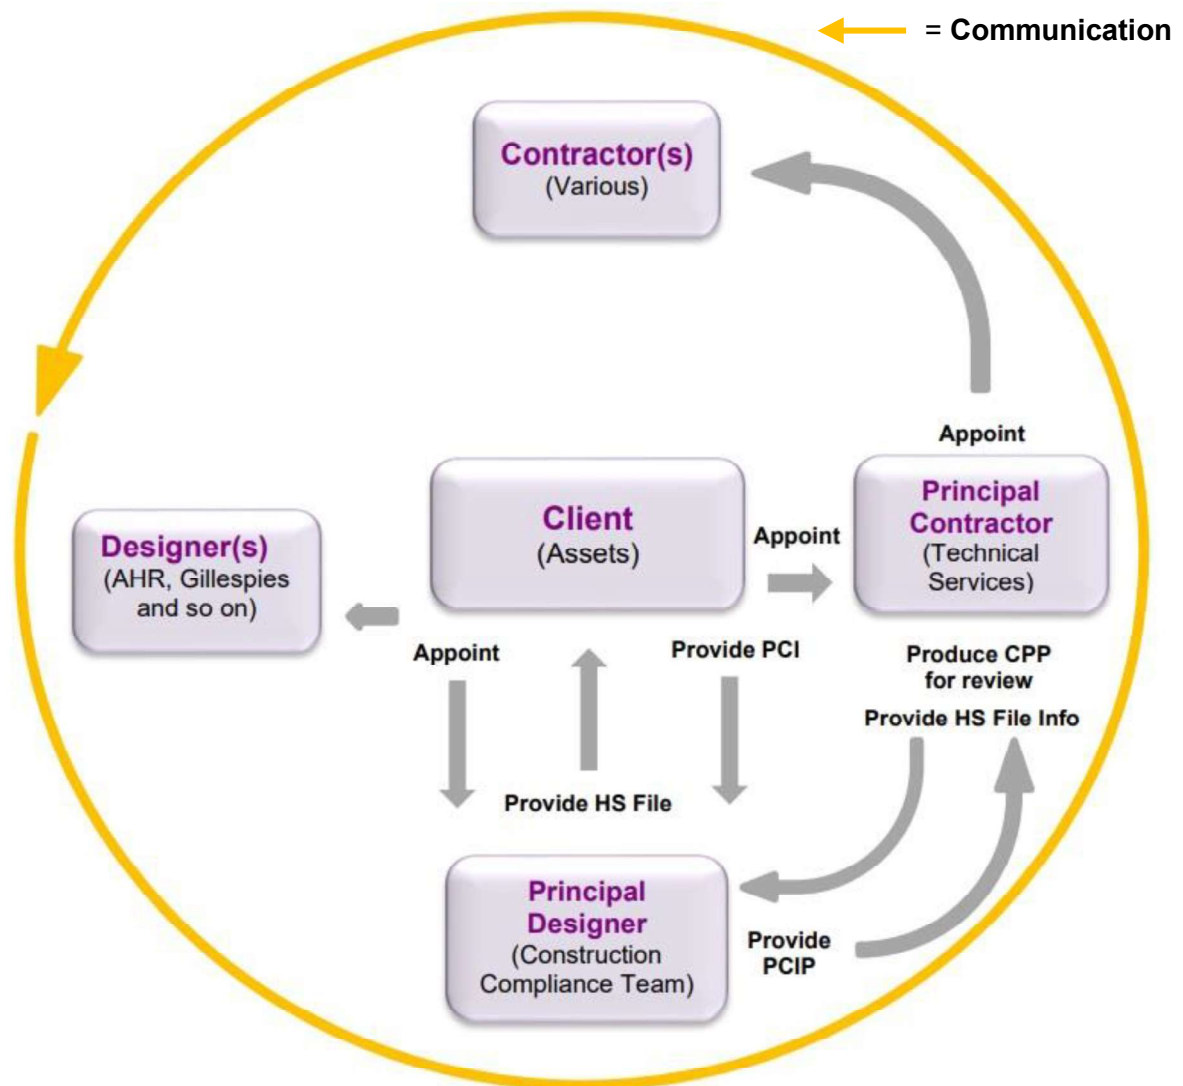 = Communication
Contractor(s)
(Various)
Appoint
Client
(Assets)
Appoint
Principal
Contractor
(Technical
Services)
Designer(s)
(AHR, Gillespies
and so on)
Appoint
Provide PCI
Produce CPP
for review
Provide HS File Info
Provide HS File
Principal
Designer
(Construction
Compliance Team)
Provide
PCIP